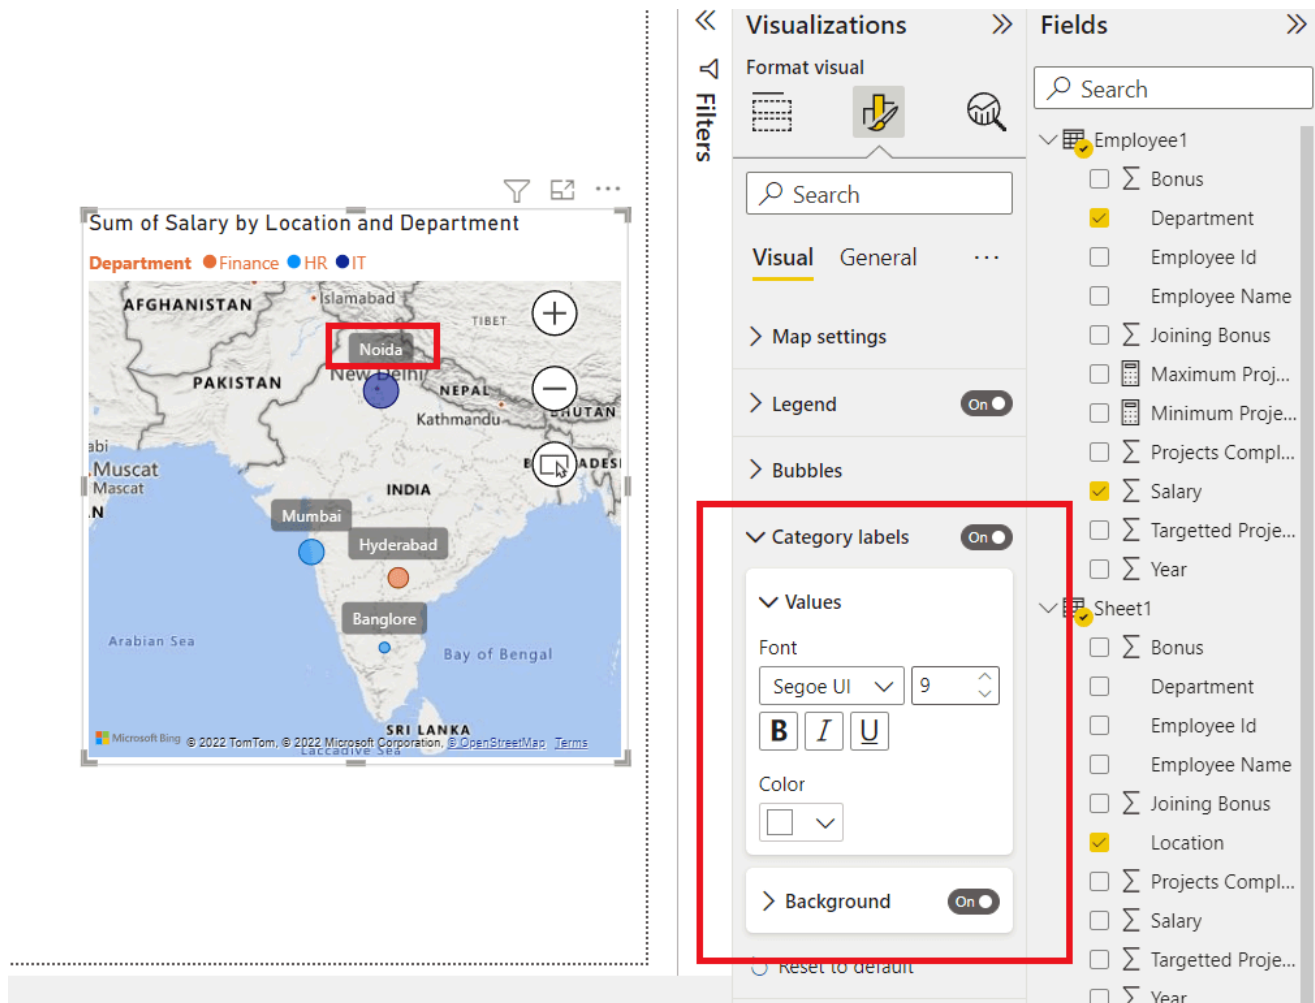 Sum of Salary by Location and Department
Department Finance HR IT
AFGHANISTAN
Islamabad
TIBET
Noida
New Delhi
PAKISTAN
NEPAL
Kathmandu
BHUTAN
abi
Muscat
Mascat
N
INDIA
ADESI
Mumbai
Hyderabad
Banglore
Arabian Sea
Bay of Bengal
SRI LANKA
Laccadive Sea
Microsoft Bing © 2022 TomTom, © 2022 Microsoft Corporation, © OpenStreetMap Terms
Filters
Visualizations
Format visual
Search
Visual General ...
Map settings
Legend On
Bubbles
Category labels On
Values
Font
Segoe UI 9
B I U
Color
Background On
Reset to default
Fields
Search
Employee1
∑ Bonus
Department
Employee Id
Employee Name
∑ Joining Bonus
Maximum Proj...
Minimum Proje...
∑ Projects Compl...
∑ Salary
∑ Targetted Proje...
∑ Year
Sheet1
∑ Bonus
Department
Employee Id
Employee Name
∑ Joining Bonus
Location
∑ Projects Compl...
∑ Salary
∑ Targetted Proje...
∑ Year